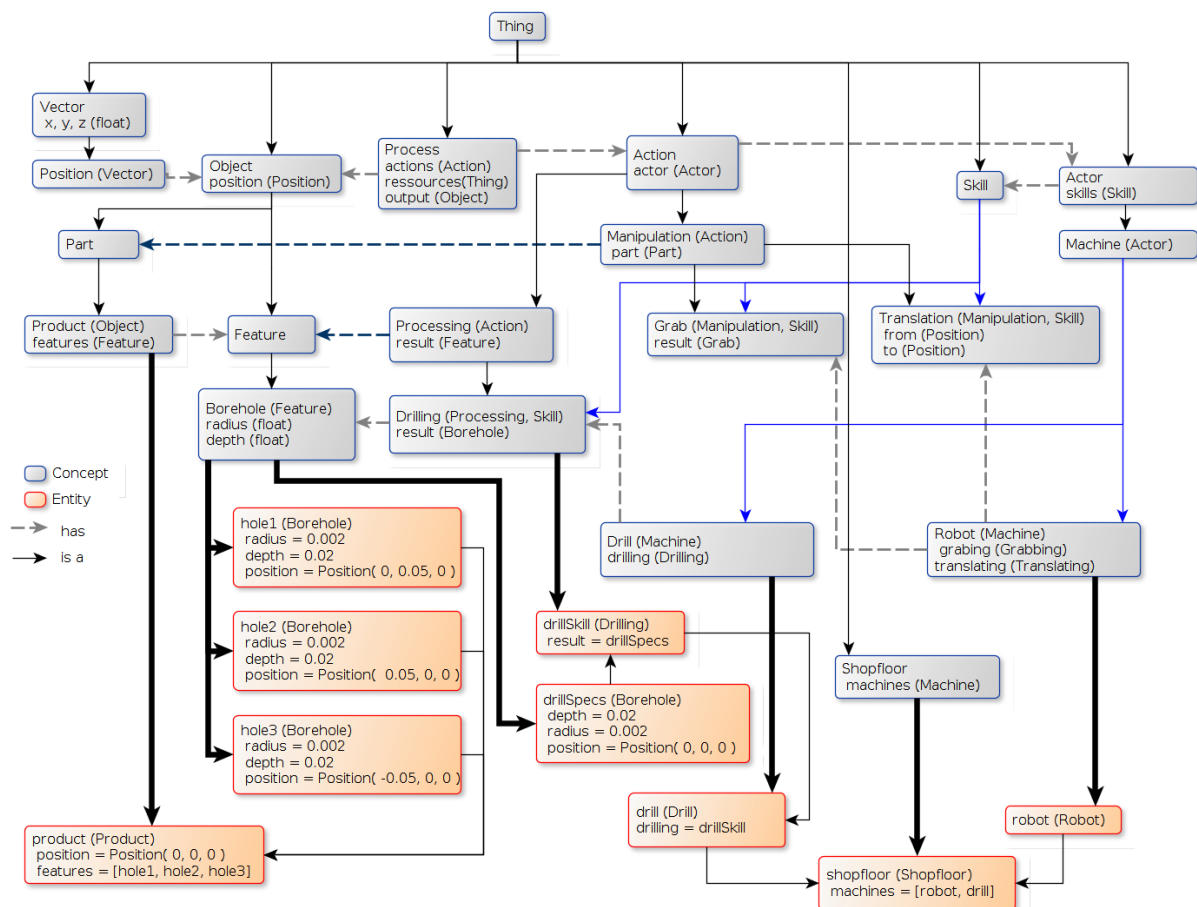 Thing
Vector
x, y, z (float)
Position (Vector)
Object
position (Position)
Process
actions (Action)
ressources(Thing)
output (Object)
Action
actor (Actor)
Skill
Actor
skills (Skill)
Part
Manipulation (Action)
part (Part)
Machine (Actor)
Product (Object)
features (Feature)
Feature
Processing (Action)
result (Feature)
Grab (Manipulation, Skill)
result (Grab)
Translation (Manipulation, Skill)
from (Position)
to (Position)
Borehole (Feature)
radius (float)
depth (float)
Drilling (Processing, Skill)
result (Borehole)
Concept
Entity
has
is a
hole1 (Borehole)
radius = 0.002
depth = 0.02
position = Position( 0, 0.05, 0 )
Drill (Machine)
drilling (Drilling)
Robot (Machine)
grabing (Grabbing)
translating (Translating)
hole2 (Borehole)
radius = 0.002
depth = 0.02
position = Position( 0.05, 0, 0 )
drillSkill (Drilling)
result = drillSpecs
Shopfloor
machines (Machine)
drillSpecs (Borehole)
depth = 0.02
radius = 0.002
position = Position( 0, 0, 0 )
hole3 (Borehole)
radius = 0.002
depth = 0.02
position = Position( -0.05, 0, 0 )
drill (Drill)
drilling = drillSkill
robot (Robot)
product (Product)
position = Position( 0, 0, 0 )
features = [hole1, hole2, hole3]
shopfloor (Shopfloor)
machines = [robot, drill]